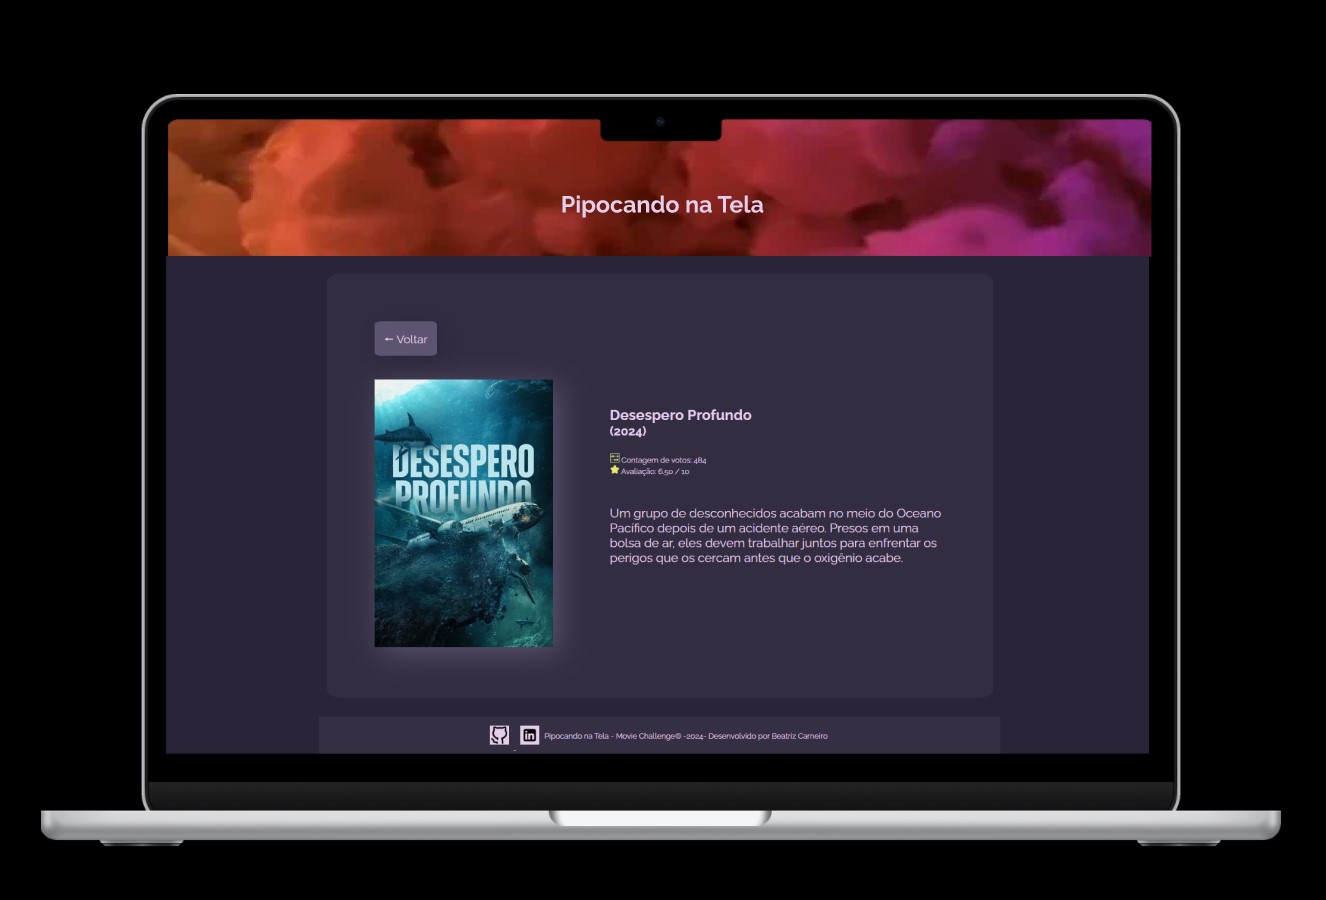 Pipocando na Tela
← Voltar
DESESPERO
PROFUNDO
Desespero Profundo
(2024)
Contagem de votos: 484
Avaliação: 6.50 / 10
Um grupo de desconhecidos acabam no meio do Oceano
Pacífico depois de um acidente aéreo. Presos em uma
bolsa de ar, eles devem trabalhar juntos para enfrentar os
perigos que os cercam antes que o oxigênio acabe.
in Pipocando na Tela - Movie Challenge® -2024- Desenvolvido por Beatriz Carneiro